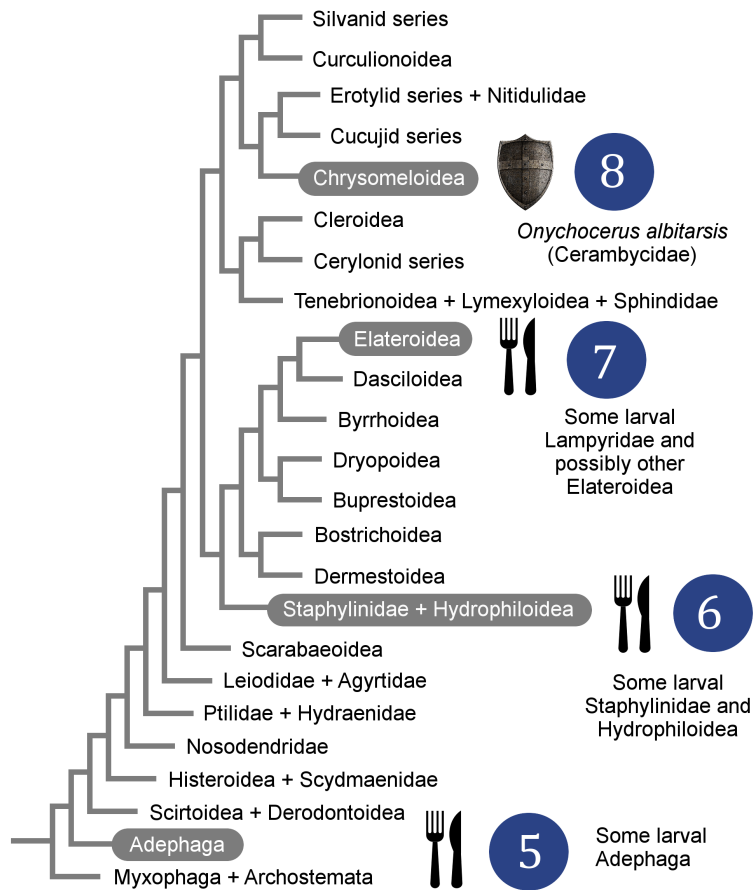 Silvanid series
Curculionoidea
Erotylid series + Nitidulidae
Cucujid series
Chrysomeloidea
8
Onychocerus albitarsis
(Cerambycidae)
Cleroidea
Cerylonid series
Tenebrionoidea + Lymexyloidea + Sphindidae
Elateroidea
7
Dasciloidea
Some larval
Lampyridae and
possibly other
Elateroidea
Byrrhoidea
Dryopoidea
Buprestoidea
Bostrichoidea
Dermestoidea
Staphylinidae + Hydrophiloidea
6
Some larval
Staphylinidae and
Hydrophiloidea
Scarabaeoidea
Leiodidae + Agyrtidae
Ptilidae + Hydraenidae
Nosodendridae
Histeroidea + Scydmaenidae
Scirtoidea + Derodontoidea
Adephaga
5
Some larval
Adephaga
Myxophaga + Archostemata